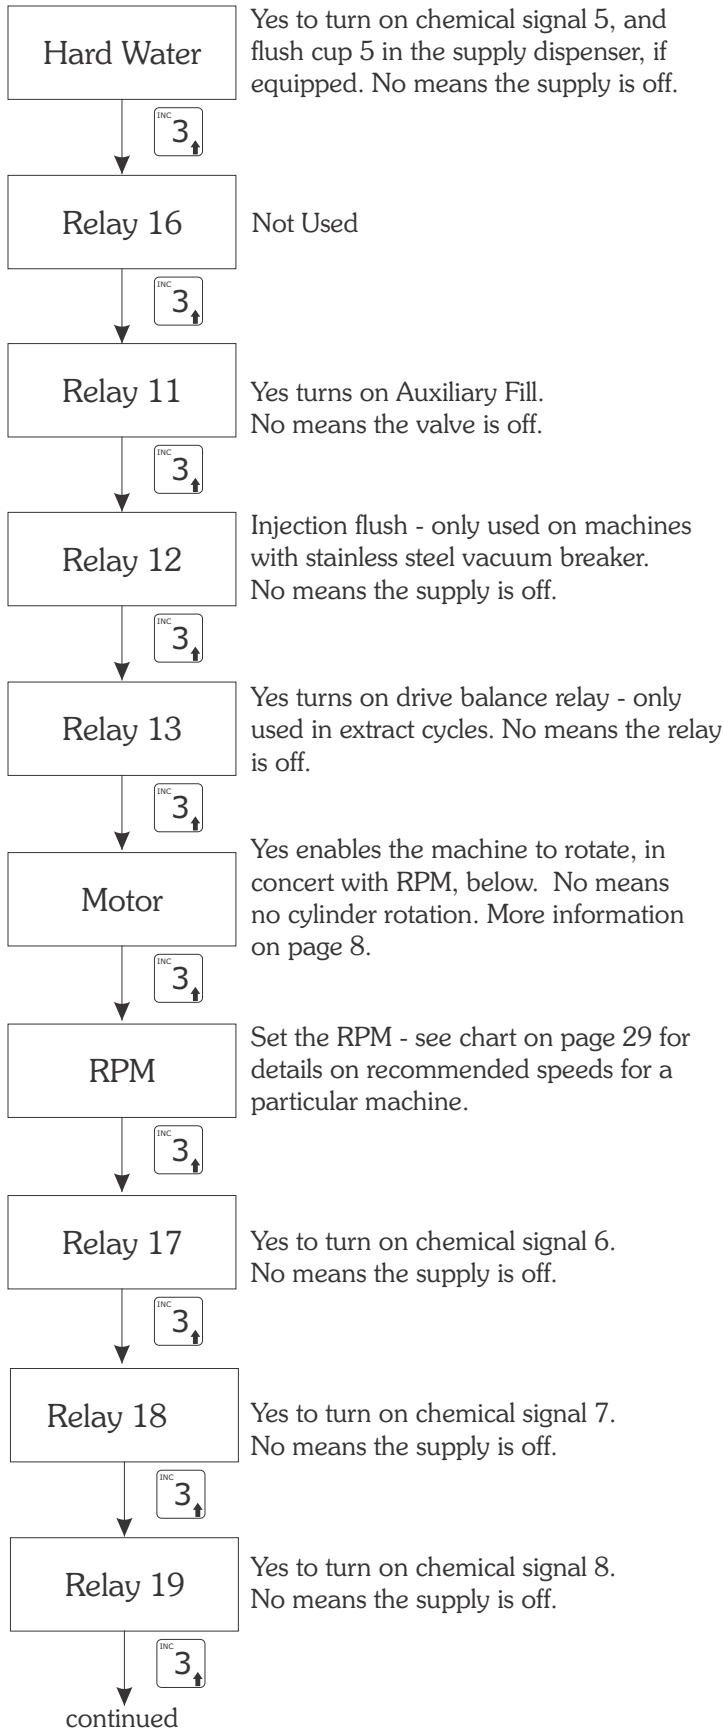 Hard Water
Yes to turn on chemical signal 5, and
flush cup 5 in the supply dispenser, if
equipped. No means the supply is off.
INC
3
Relay 16
Not Used
INC
3
Relay 11
Yes turns on Auxiliary Fill.
No means the valve is off.
INC
3
Relay 12
Injection flush - only used on machines
with stainless steel vacuum breaker.
No means the supply is off.
INC
3
Relay 13
Yes turns on drive balance relay - only
used in extract cycles. No means the relay
is off.
INC
3
Motor
Yes enables the machine to rotate, in
concert with RPM, below. No means
no cylinder rotation. More information
on page 8.
INC
3
RPM
Set the RPM - see chart on page 29 for
details on recommended speeds for a
particular machine.
INC
3
Relay 17
Yes to turn on chemical signal 6.
No means the supply is off.
INC
3
Relay 18
Yes to turn on chemical signal 7.
No means the supply is off.
INC
3
Relay 19
Yes to turn on chemical signal 8.
No means the supply is off.
INC
3
continued